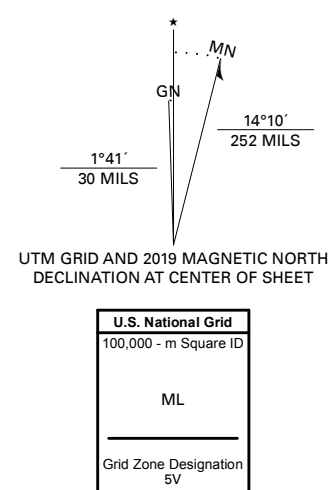 ★
MN
GN
14°10´
252 MILS
1°41´
30 MILS
UTM GRID AND 2019 MAGNETIC NORTH
DECLINATION AT CENTER OF SHEET
U.S. National Grid
100,000 - m Square ID
ML
Grid Zone Designation
5V